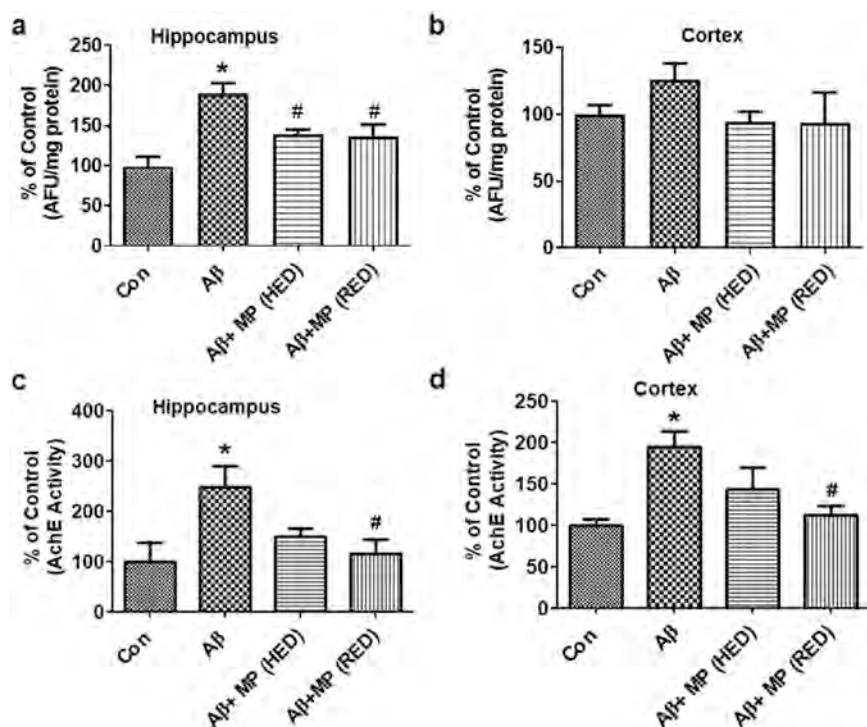 a
Hippocampus
% of Control
(AFU/mg protein)
250
200
150
100
50
0
*
#
#
Con
Aβ
Aβ+ MP (HED)
Aβ+MP (RED)
b
Cortex
% of Control
(AFU/mg protein)
150
100
50
0
Con
Aβ
Aβ+ MP (HED)
Aβ+MP (RED)
c
Hippocampus
% of Control
(AchE Activity)
400
300
200
100
0
*
#
Con
Aβ
Aβ+ MP (HED)
Aβ+MP (RED)
d
Cortex
% of Control
(AchE Activity)
250
200
150
100
50
0
*
#
Con
Aβ
Aβ+ MP (HED)
Aβ+ MP (RED)